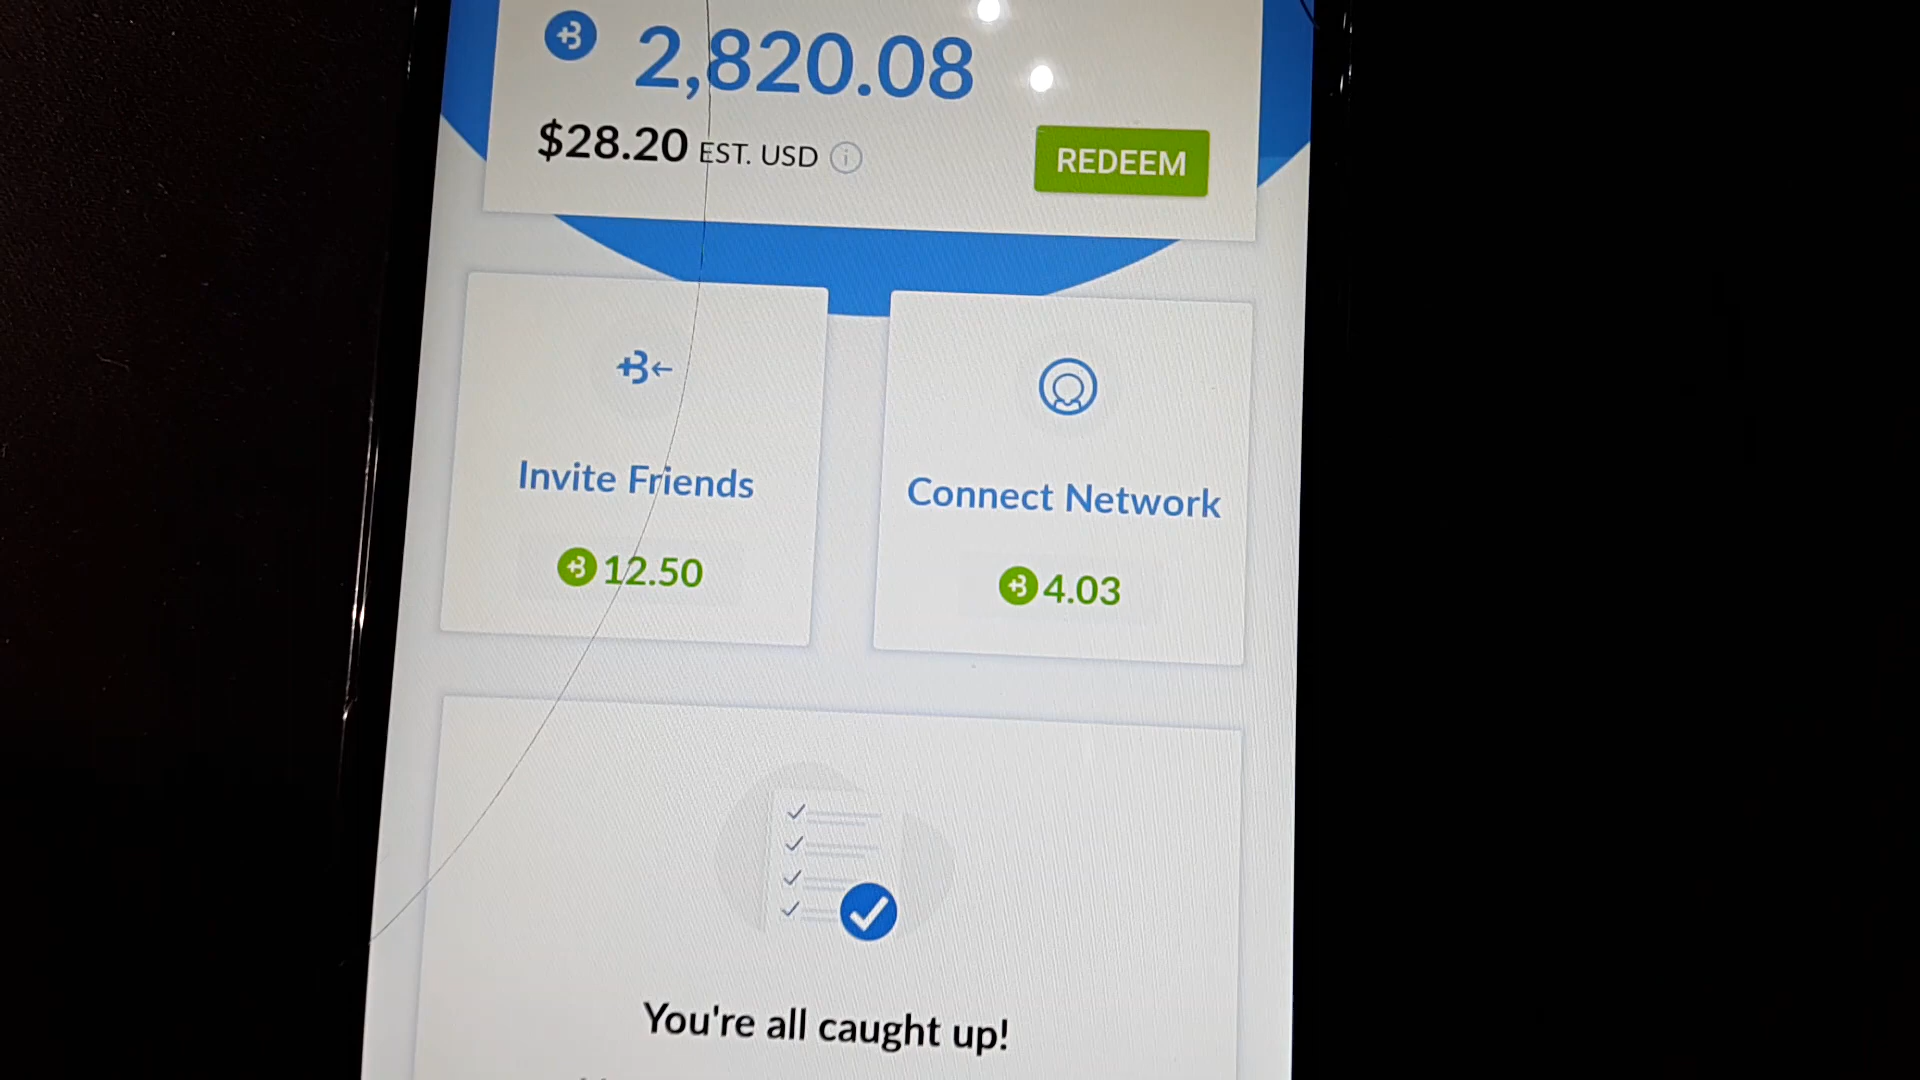 2,820.08
$28.20 EST. USD
REDEEM
Invite Friends
12.50
Connect Network
4.03
You're all caught up!